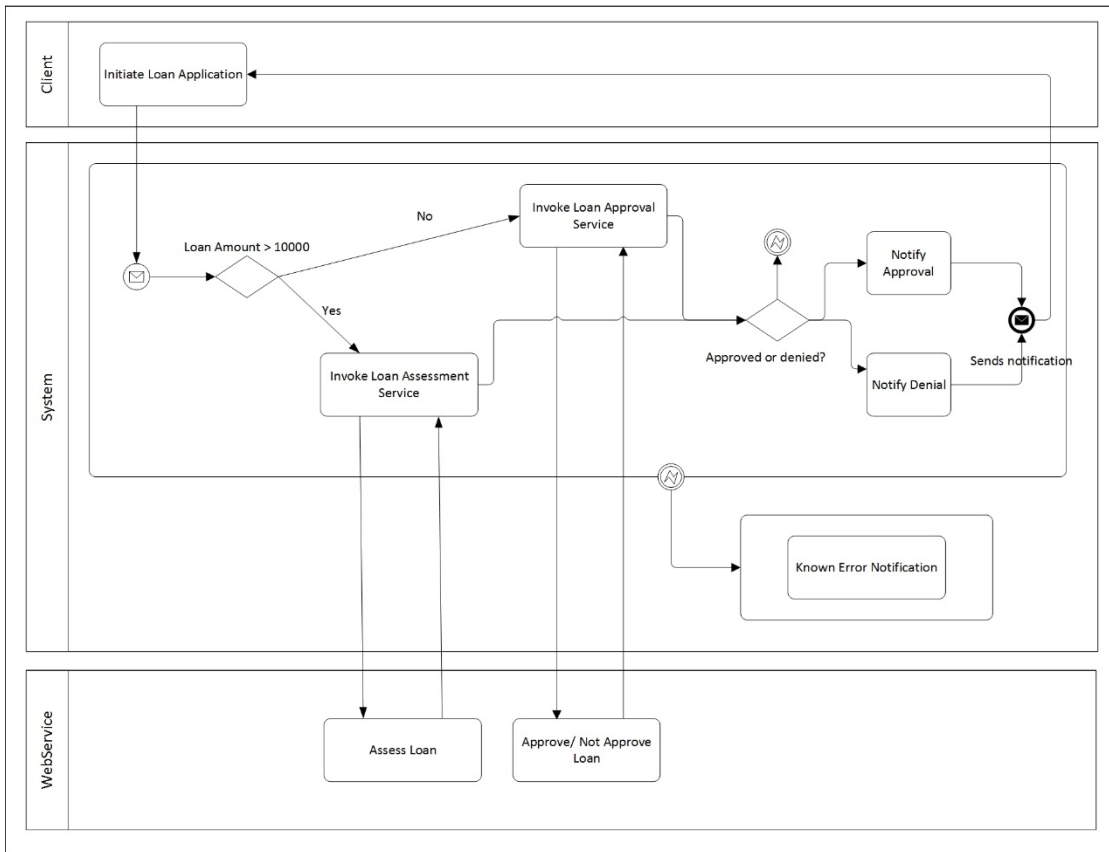 Client
Initiate Loan Application
System
Loan Amount > 10000
No
Yes
Invoke Loan Approval
Service
Invoke Loan Assessment
Service
Approved or denied?
Notify
Approval
Notify Denial
Sends notification
Known Error Notification
WebService
Assess Loan
Approve/ Not Approve
Loan